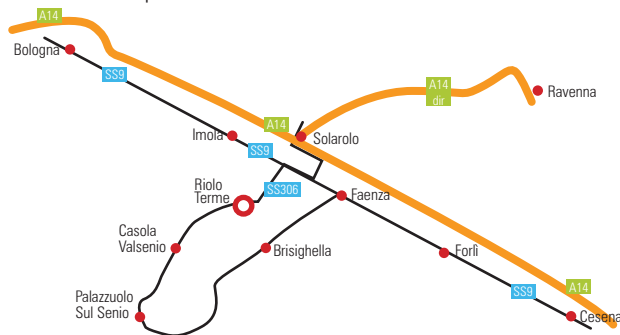 A14
Bologna
SS9
A14
dir
Ravenna
Imola
A14
Solarolo
SS9
Riolo
Terme
SS306
Faenza
Casola
Valsenio
Brisighella
Forlì
Palazzuolo
Sul Senio
SS9
A14
Cesena